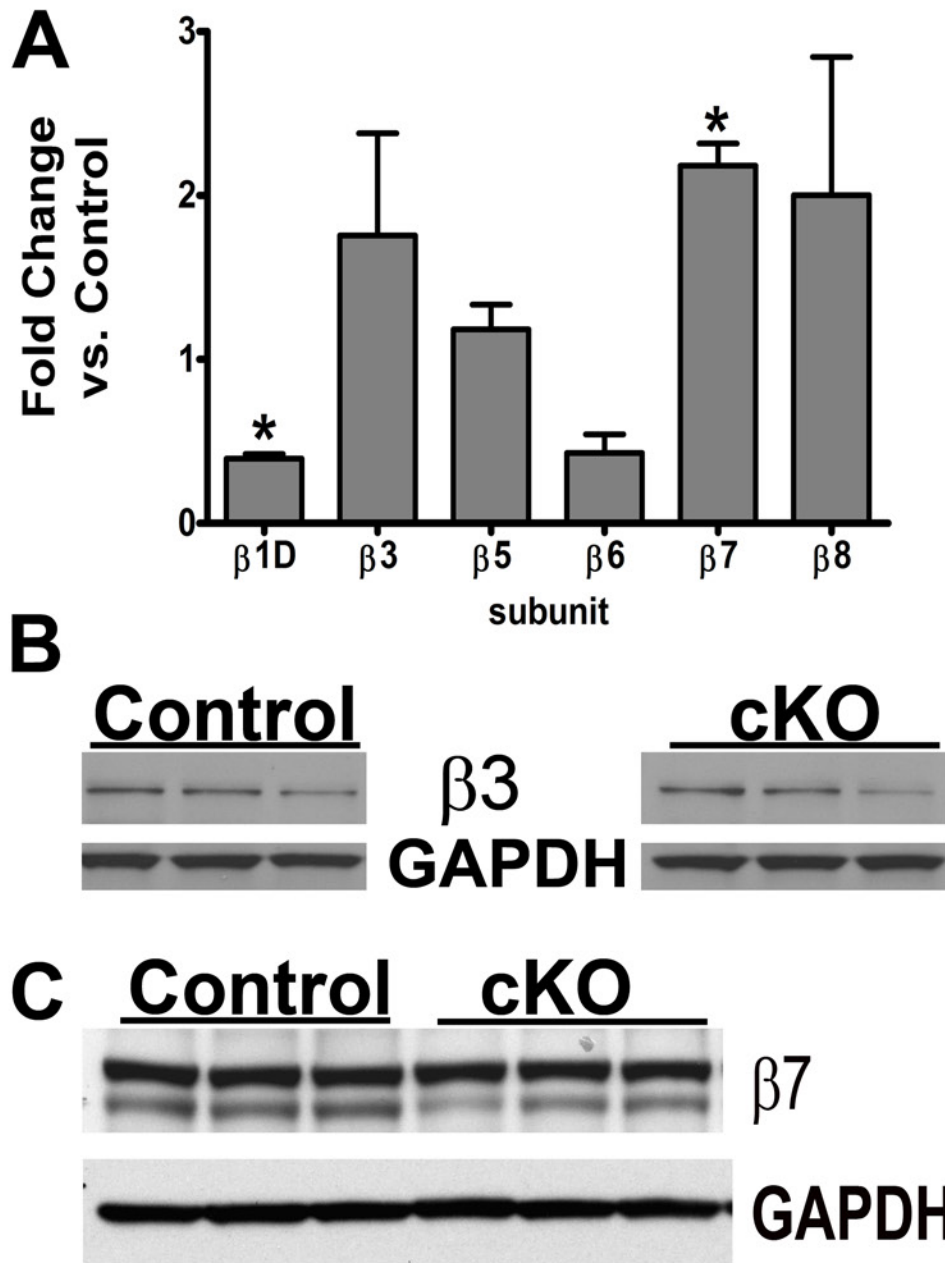 A
Fold Change
vs. Control
3
2
1
0
*
*
β1D β3 β5 β6 β7 β8
subunit
B
Control cKO
β3
GAPDH
C
Control cKO
β7
GAPDH